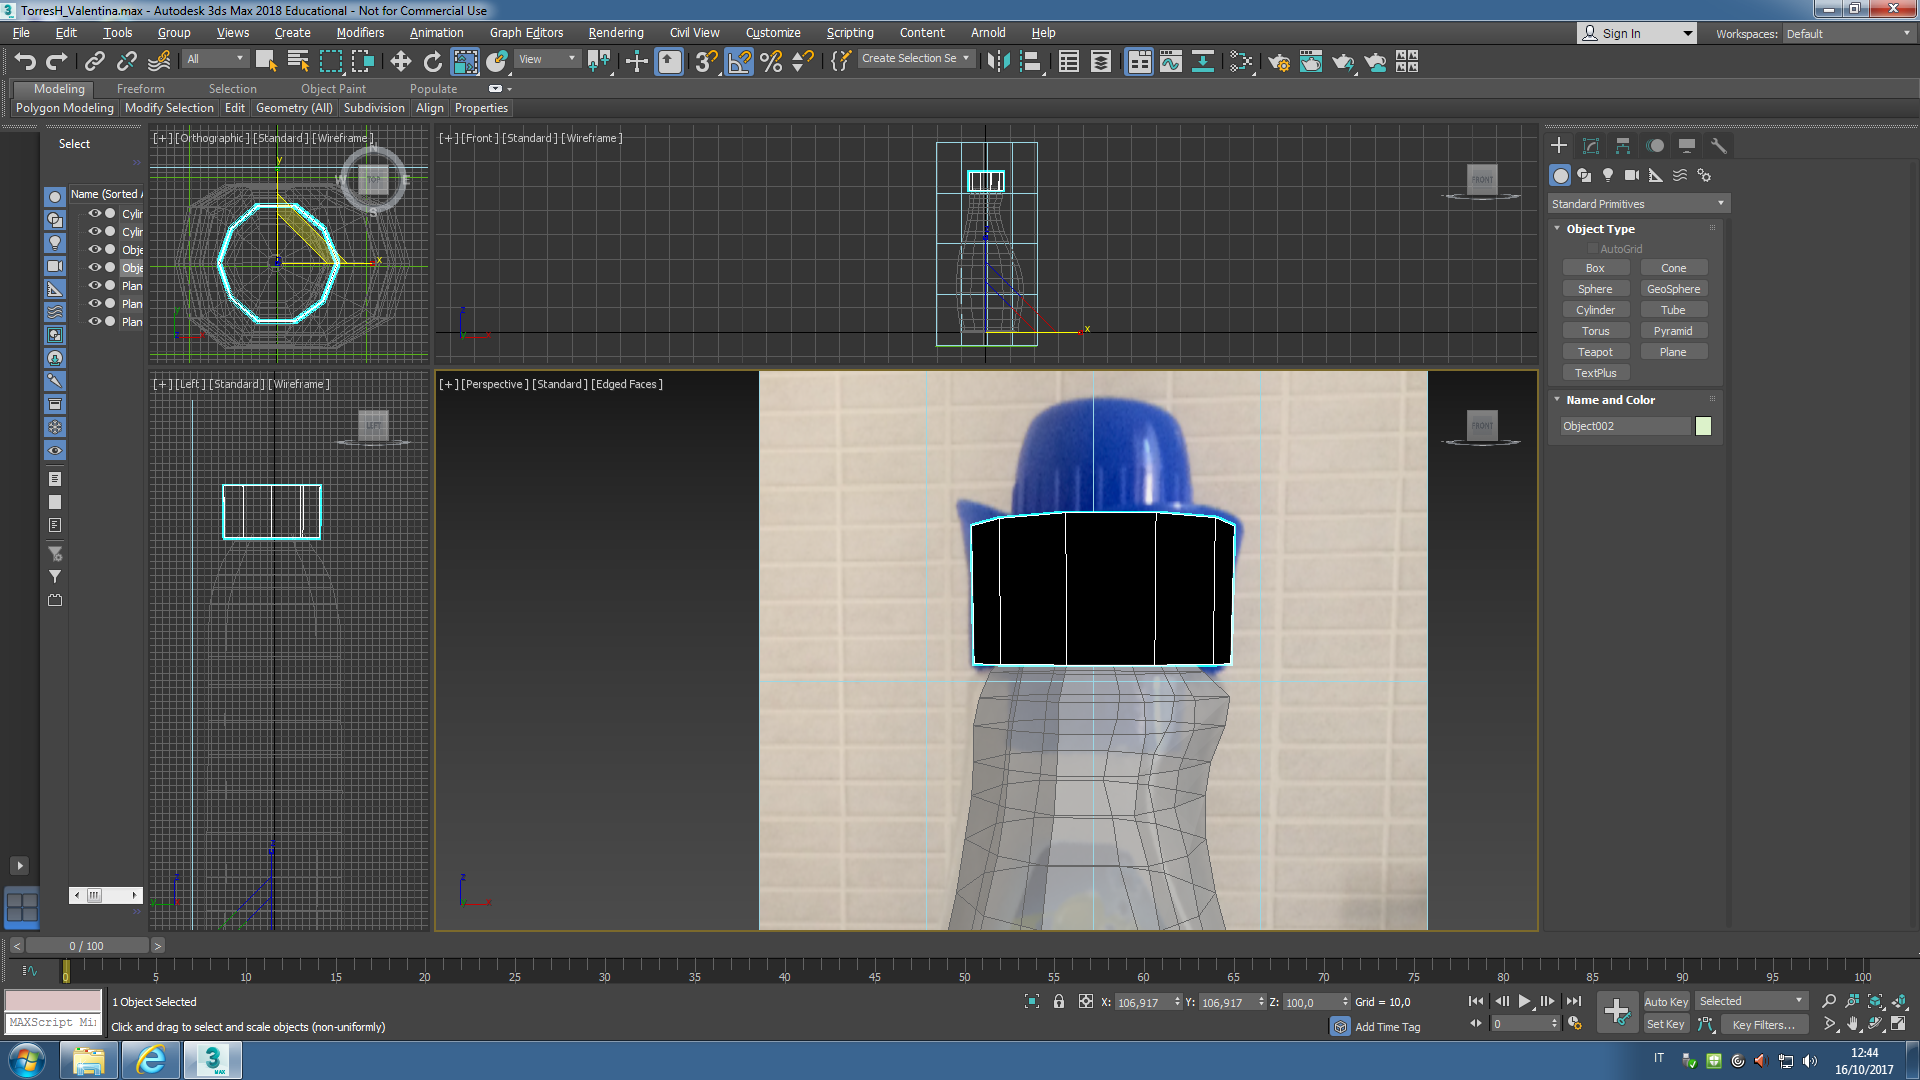 TorresH_Valentina.max - Autodesk 3ds Max 2018 Educational - Not for Commercial Use
File Edit Tools Group Views Create Modifiers Animation Graph Editors Rendering Civil View Customize Scripting Content Arnold Help
Sign In Workspaces: Default
All View Create Selection Se
Modeling Freeform Selection Object Paint Populate
Polygon Modeling Modify Selection Edit Geometry (All) Subdivision Align Properties
Select
Name (Sorted A
Cylin
Cylin
Obje
Obje
Plan
Plan
Plan
[+] [Orthographic] [Standard] [Wireframe]
TOP
N
W
E
S
y
x
[+] [Front] [Standard] [Wireframe]
FRONT
z
x
[+] [Left] [Standard] [Wireframe]
LEFT
z
y
[+] [Perspective] [Standard] [Edged Faces]
FRONT
z
x
Standard Primitives
Object Type
AutoGrid
Box Cone
Sphere GeoSphere
Cylinder Tube
Torus Pyramid
Teapot Plane
TextPlus
Name and Color
Object002
< 0 / 100 >
0 5 10 15 20 25 30 35 40 45 50 55 60 65 70 75 80 85 90 95 100
1 Object Selected
X: 106,917 Y: 106,917 Z: 100,0 Grid = 10,0
Auto Key Selected
MAXScript Mi
Click and drag to select and scale objects (non-uniformly)
Add Time Tag
0
Set Key Key Filters...
3
MAX
IT
12:44
16/10/2017